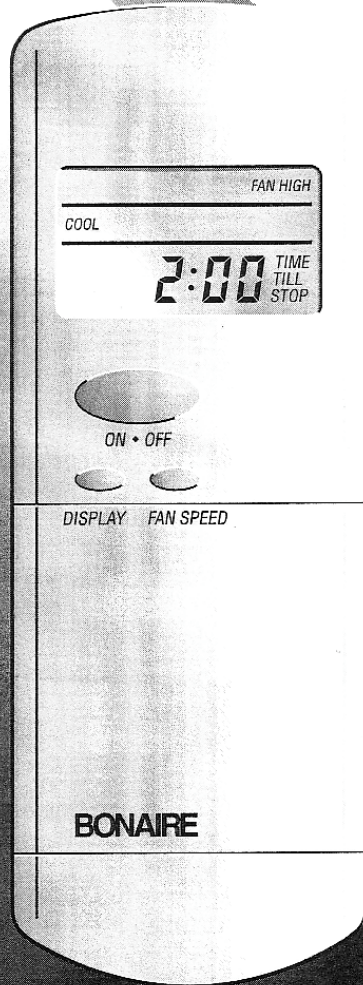 FAN HIGH
COOL
2:00 TIME
TILL
STOP
ON • OFF
DISPLAY FAN SPEED
BONAIRE